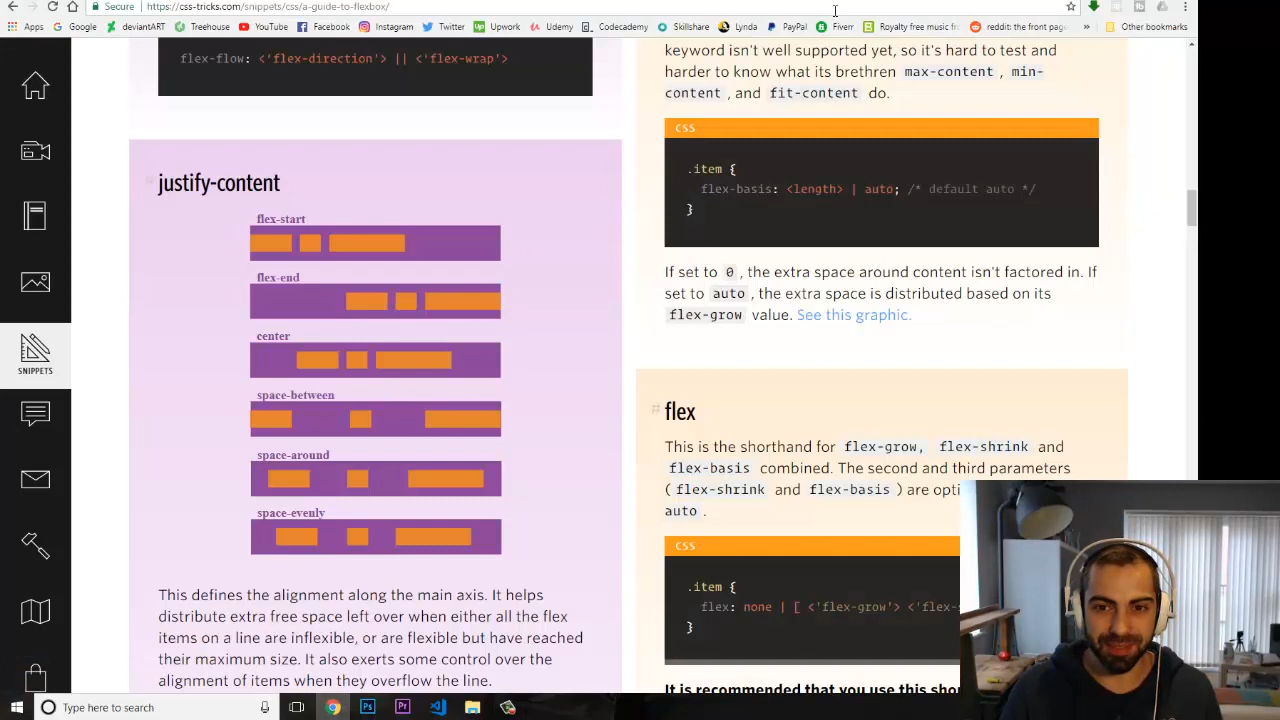 Secure https://css-tricks.com/snippets/css/a-guide-to-flexbox/
Apps Google deviantART Treehouse YouTube Facebook Instagram Twitter Upwork Udemy Codecademy Skillshare Lynda PayPal Fiverr Royalty free music fr reddit: the front pag Other bookmarks
flex-flow: <'flex-direction'> || <'flex-wrap'>
# justify-content
flex-start
flex-end
center
space-between
space-around
space-evenly
This defines the alignment along the main axis. It helps
distribute extra free space left over when either all the flex
items on a line are inflexible, or are flexible but have reached
their maximum size. It also exerts some control over the
alignment of items when they overflow the line.
keyword isn't well supported yet, so it's hard to test and
harder to know what its brethren max-content, min-
content, and fit-content do.
CSS
.item {
flex-basis: <length> | auto; /* default auto */
}
If set to 0, the extra space around content isn't factored in. If
set to auto, the extra space is distributed based on its
flex-grow value. See this graphic.
# flex
This is the shorthand for flex-grow, flex-shrink and
flex-basis combined. The second and third parameters
(flex-shrink and flex-basis) are opti
auto.
CSS
.item {
flex: none | [ <'flex-grow'> <'flex-s
}
It is recommended that you use this sho
SNIPPETS
Type here to search